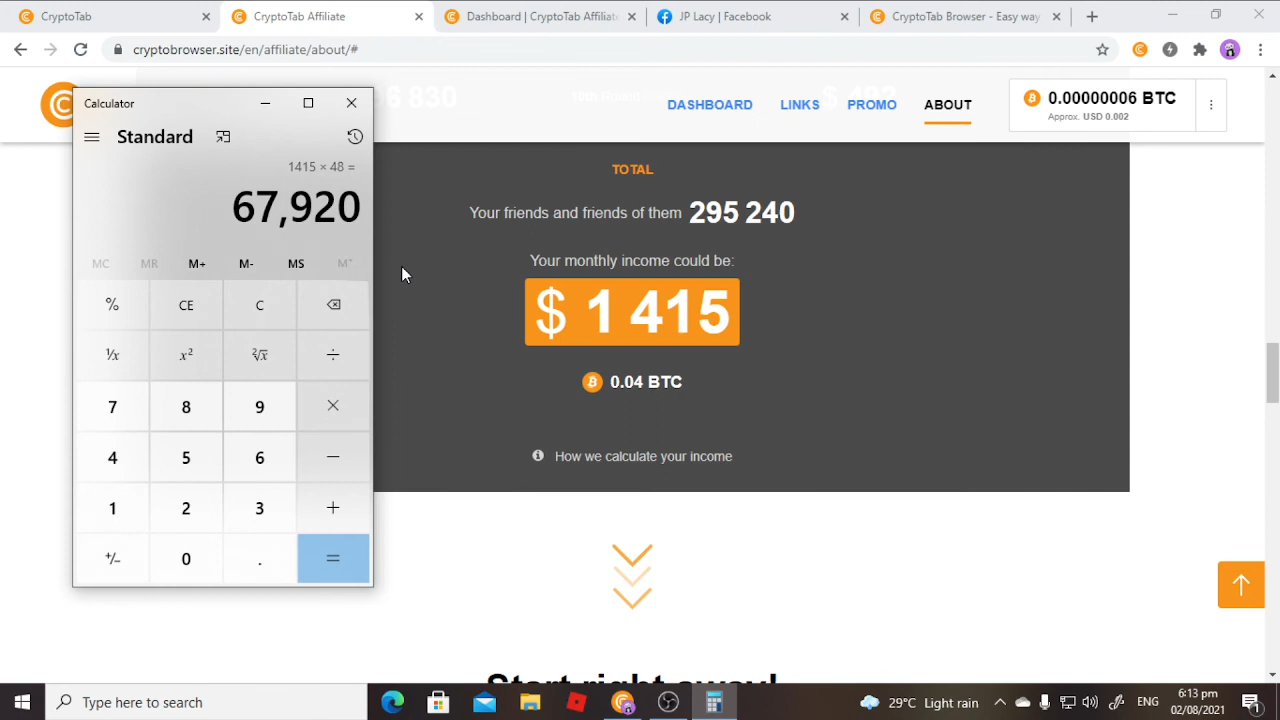 CryptoTab
CryptoTab Affiliate
Dashboard | CryptoTab Affiliat
JP Lacy | Facebook
CryptoTab Browser - Easy way
cryptobrowser.site/en/affiliate/about/#
DASHBOARD
LINKS
PROMO
ABOUT
0.00000006 BTC
Approx. USD 0.002
Calculator
Standard
1415 × 48 =
67,920
MC
MR
M+
M-
MS
M˅
%
CE
C
¹/x
x²
²√x
÷
7
8
9
×
4
5
6
−
1
2
3
+
+/−
0
.
=
TOTAL
Your friends and friends of them 295 240
Your monthly income could be:
$ 1 415
0.04 BTC
How we calculate your income
Start right away!
Type here to search
29°C Light rain
ENG
6:13 pm
02/08/2021
1